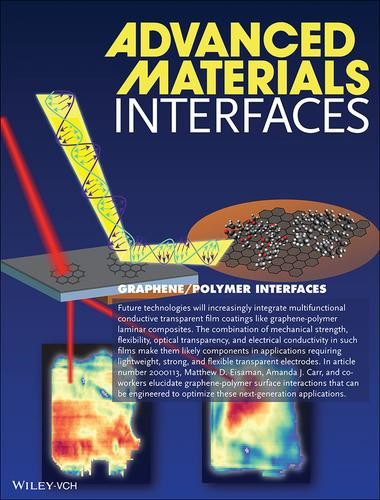 ADVANCED
MATERIALS
INTERFACES
GRAPHENE/POLYMER INTERFACES
Future technologies will increasingly integrate multifunctional
conductive transparent film coatings like graphene-polymer
laminar composites. The combination of mechanical strength,
flexibility, optical transparency, and electrical conductivity in such
films make them likely components in applications requiring
lightweight, strong, and flexible transparent electrodes. In article
number 2000113, Matthew D. Eisaman, Amanda J. Carr, and co-
workers elucidate graphene-polymer surface interactions that can
be engineered to optimize these next-generation applications.
WILEY-VCH